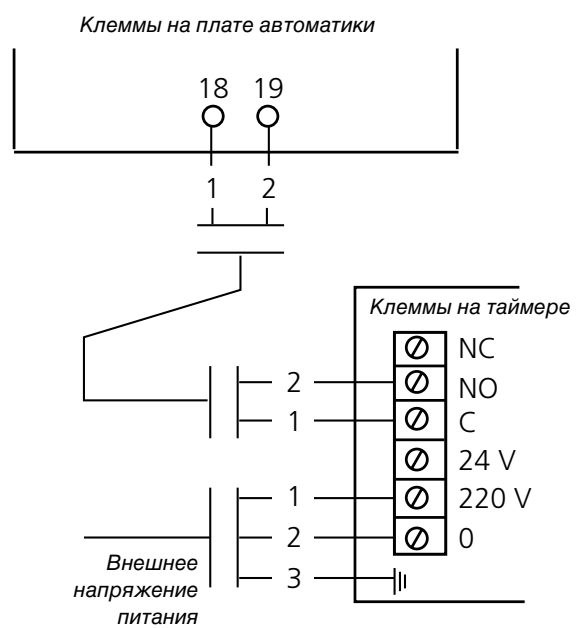 Клеммы на плате автоматики
18 19
1 2
Клеммы на таймере
NC
2 NO
1 C
24 V
1 220 V
2 0
Внешнее
напряжение
питания
3